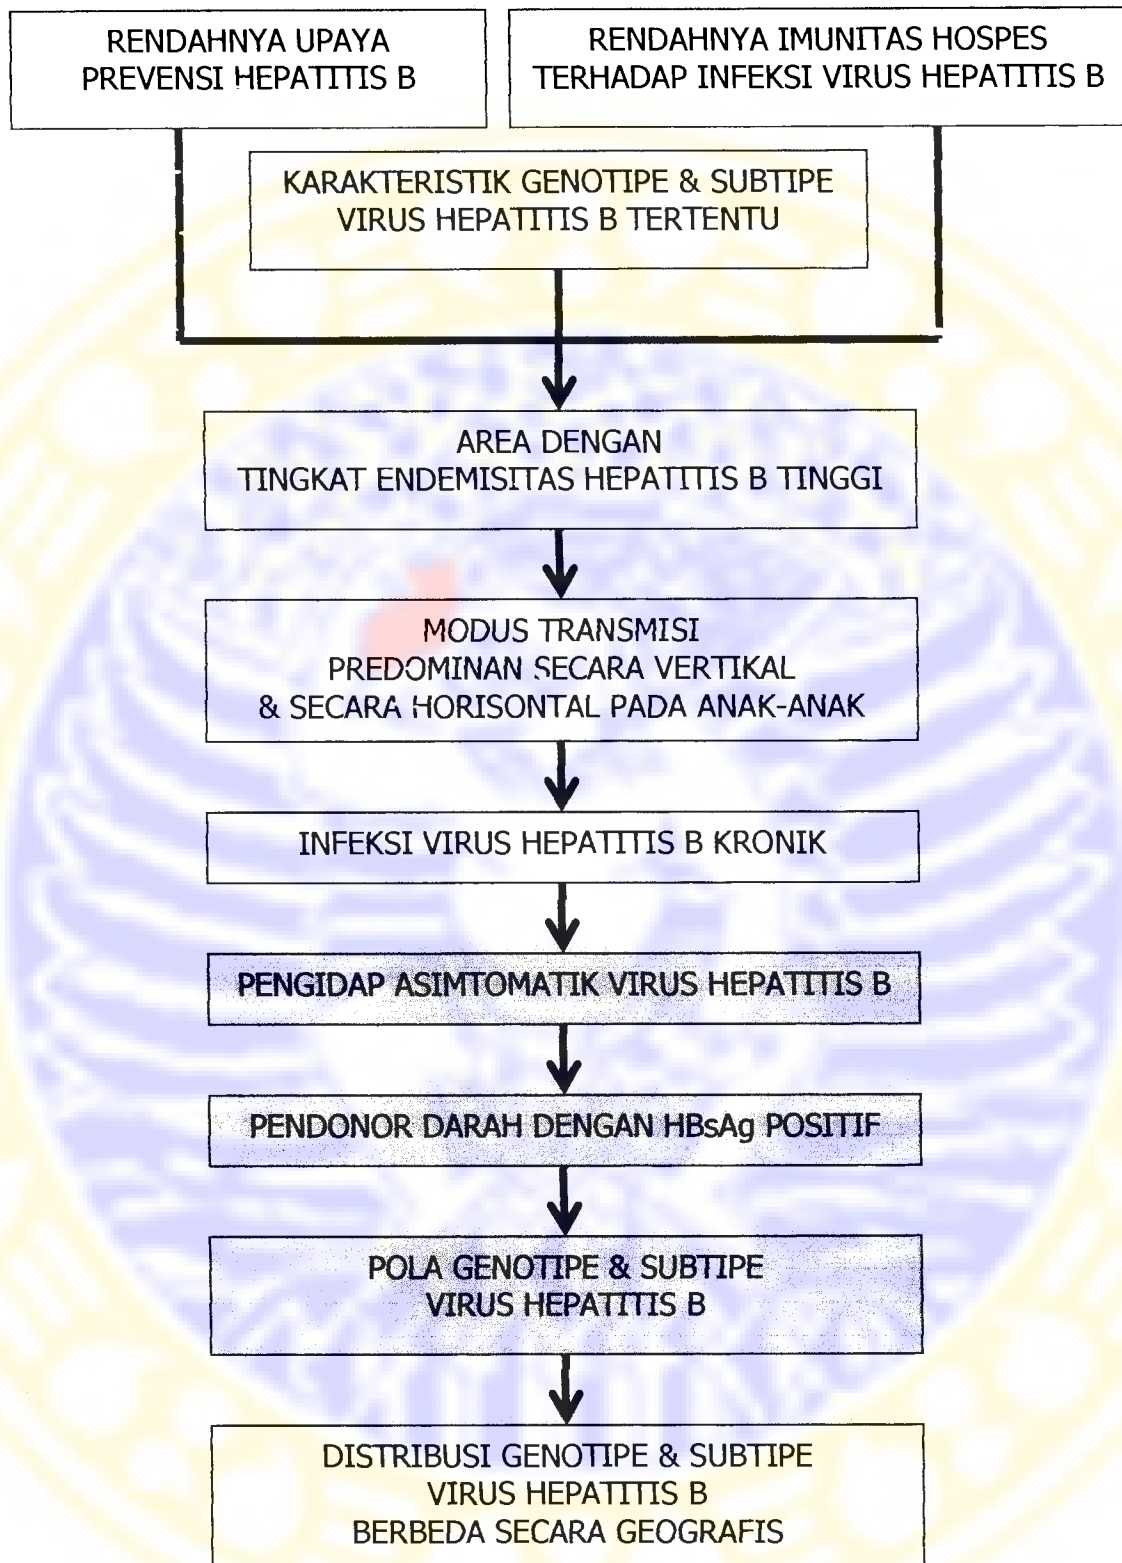 RENDAHNYA UPAYA
PREVENSI HEPATITIS B
RENDAHNYA IMUNITAS HOSPES
TERHADAP INFEKSI VIRUS HEPATITIS B
KARAKTERISTIK GENOTIPE & SUBTIPE
VIRUS HEPATITIS B TERTENTU
AREA DENGAN
TINGKAT ENDEMISITAS HEPATITIS B TINGGI
MODUS TRANSMISI
PREDOMINAN SECARA VERTIKAL
& SECARA HORISONTAL PADA ANAK-ANAK
INFEKSI VIRUS HEPATITIS B KRONIK
PENGIDAP ASIMTOMATIK VIRUS HEPATITIS B
PENDONOR DARAH DENGAN HBsAg POSITIF
POLA GENOTIPE & SUBTIPE
VIRUS HEPATITIS B
DISTRIBUSI GENOTIPE & SUBTIPE
VIRUS HEPATITIS B
BERBEDA SECARA GEOGRAFIS